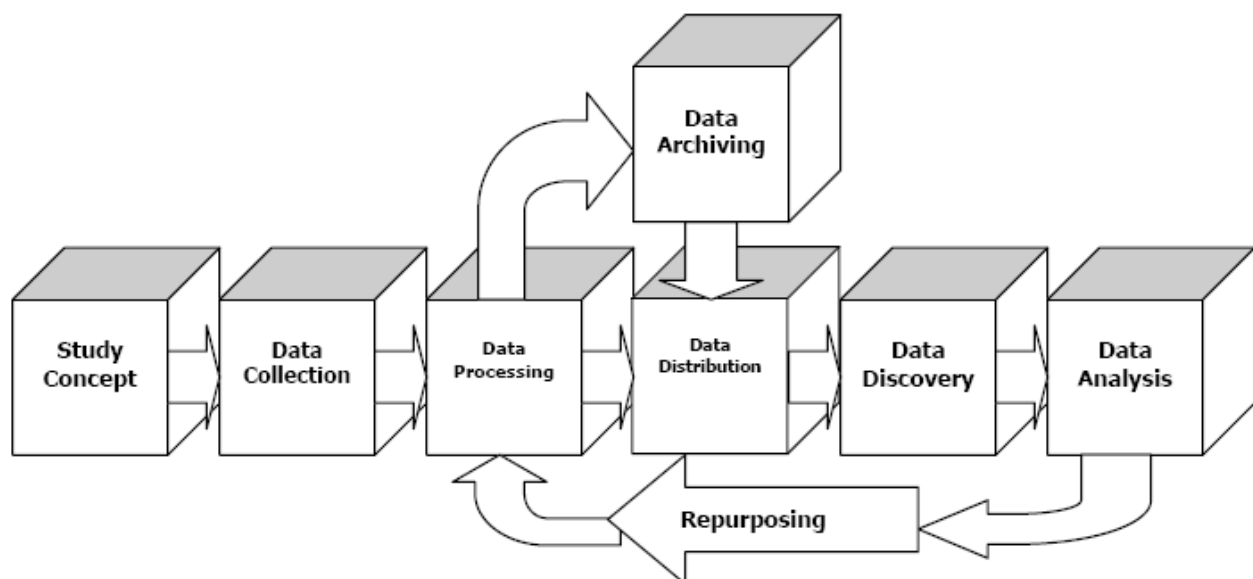 Data
Archiving
Study
Concept
Data
Collection
Data
Processing
Data
Distribution
Data
Discovery
Data
Analysis
Repurposing